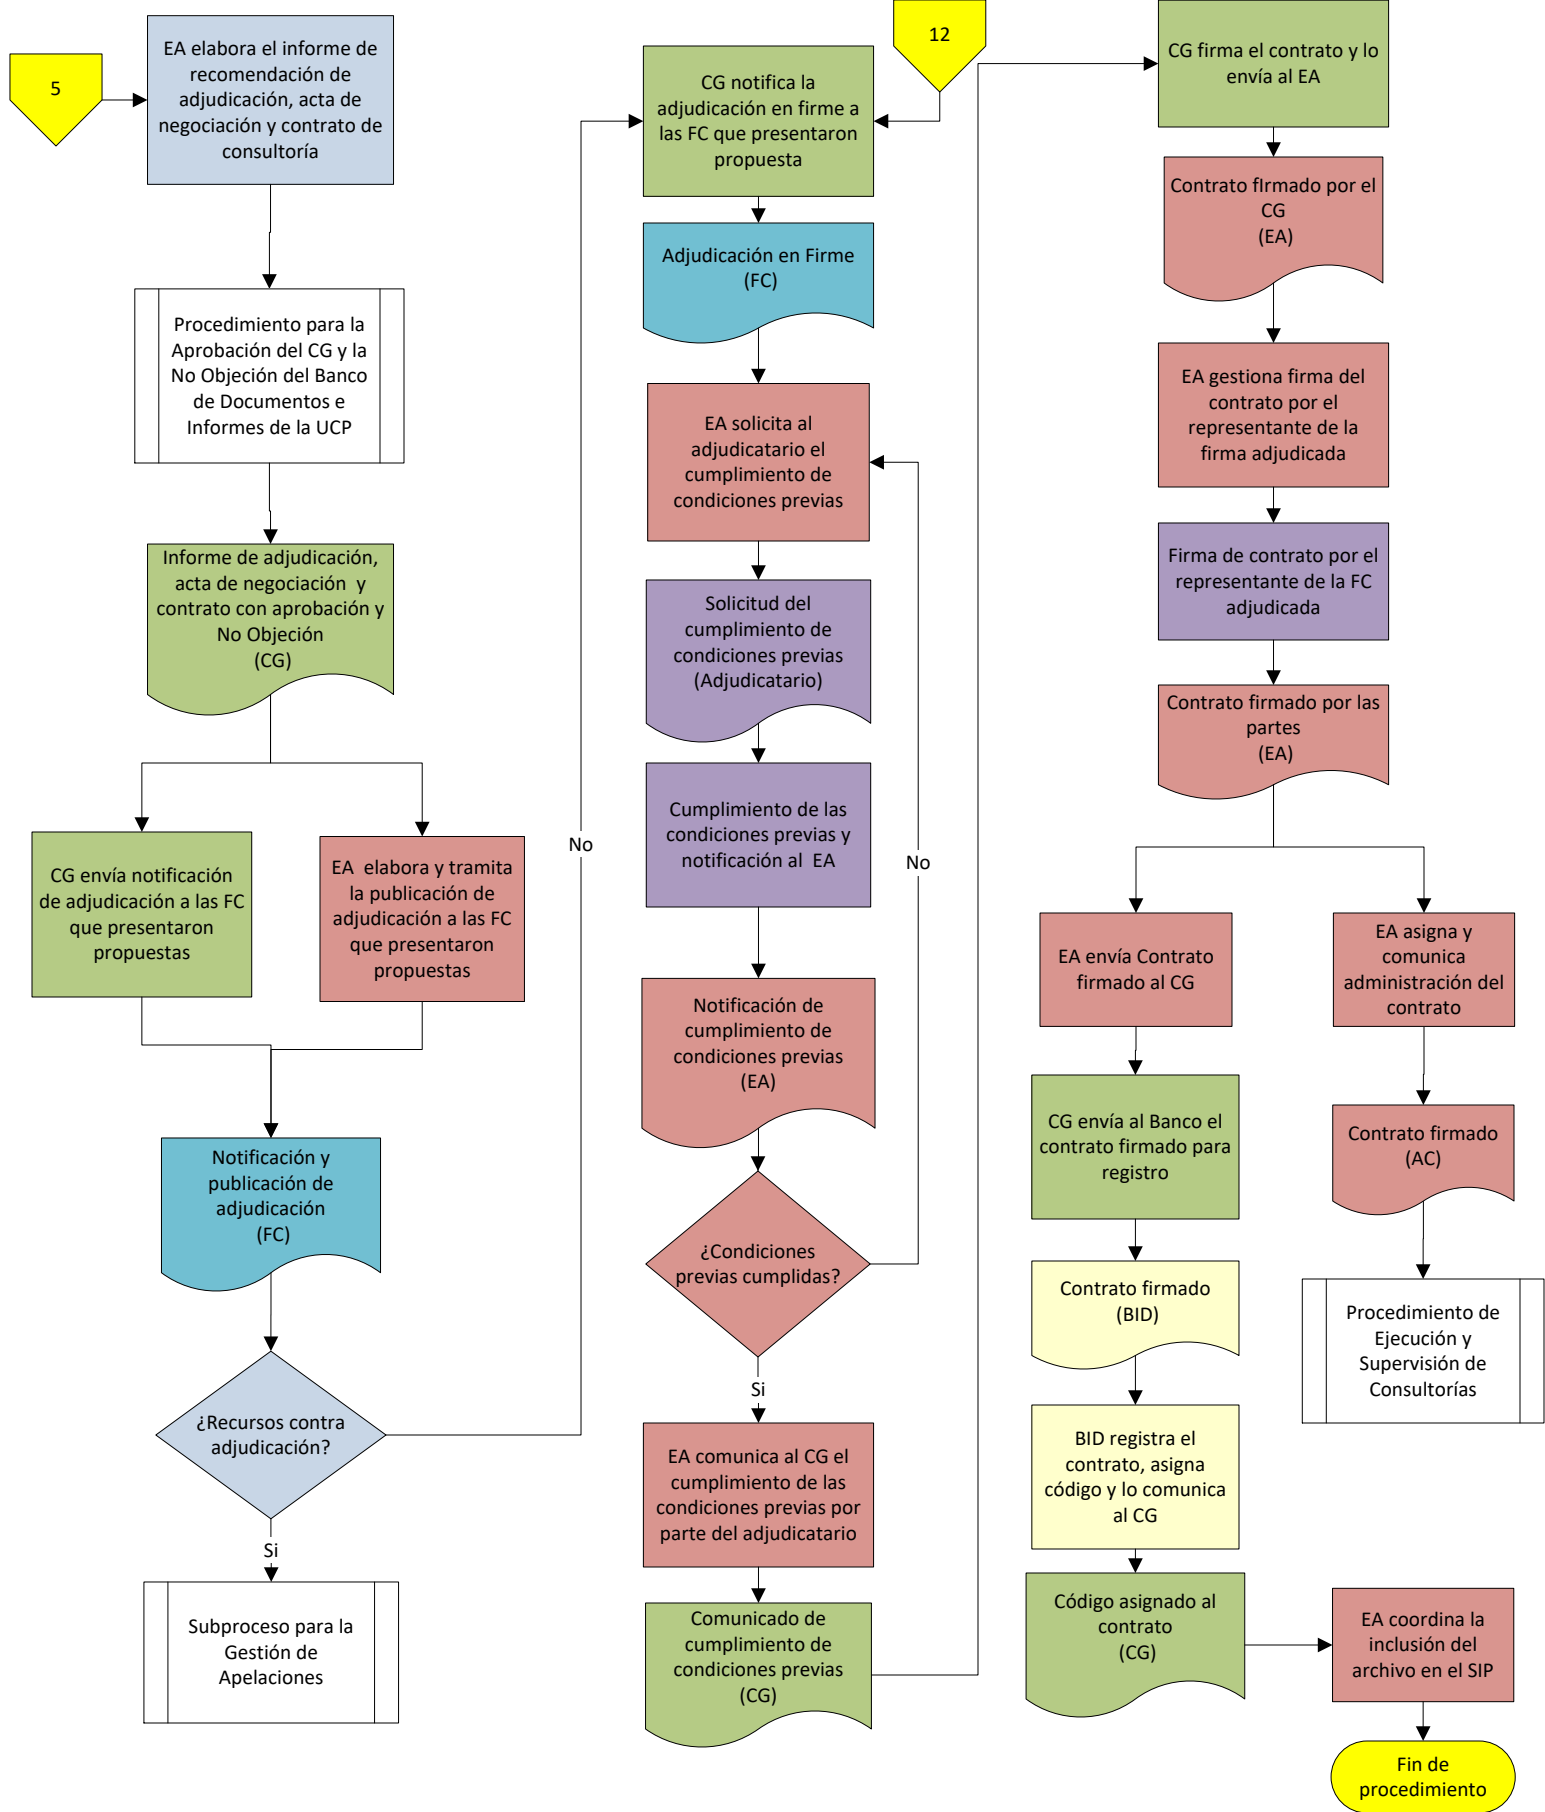 5
EA elabora el informe de
recomendación de
adjudicación, acta de
negociación y contrato de
consultoría
Procedimiento para la
Aprobación del CG y la
No Objeción del Banco
de Documentos e
Informes de la UCP
Informe de adjudicación,
acta de negociación y
contrato con aprobación y
No Objeción
(CG)
CG envía notificación
de adjudicación a las FC
que presentaron
propuestas
EA elabora y tramita
la publicación de
adjudicación a las FC
que presentaron
propuestas
Notificación y
publicación de
adjudicación
(FC)
¿Recursos contra
adjudicación?
No
Si
Subproceso para la
Gestión de
Apelaciones
12
CG notifica la
adjudicación en firme a
las FC que presentaron
propuesta
Adjudicación en Firme
(FC)
EA solicita al
adjudicatario el
cumplimiento de
condiciones previas
Solicitud del
cumplimiento de
condiciones previas
(Adjudicatario)
Cumplimiento de las
condiciones previas y
notificación al EA
Notificación de
cumplimiento de
condiciones previas
(EA)
¿Condiciones
previas cumplidas?
No
Si
EA comunica al CG el
cumplimiento de las
condiciones previas por
parte del adjudicatario
Comunicado de
cumplimiento de
condiciones previas
(CG)
CG firma el contrato y lo
envía al EA
Contrato fIrmado por el
CG
(EA)
EA gestiona firma del
contrato por el
representante de la
firma adjudicada
Firma de contrato por el
representante de la FC
adjudicada
Contrato firmado por las
partes
(EA)
EA envía Contrato
firmado al CG
CG envía al Banco el
contrato firmado para
registro
Contrato firmado
(BID)
BID registra el
contrato, asigna
código y lo comunica
al CG
Código asignado al
contrato
(CG)
EA asigna y
comunica
administración del
contrato
Contrato firmado
(AC)
Procedimiento de
Ejecución y
Supervisión de
Consultorías
EA coordina la
inclusión del
archivo en el SIP
Fin de
procedimiento